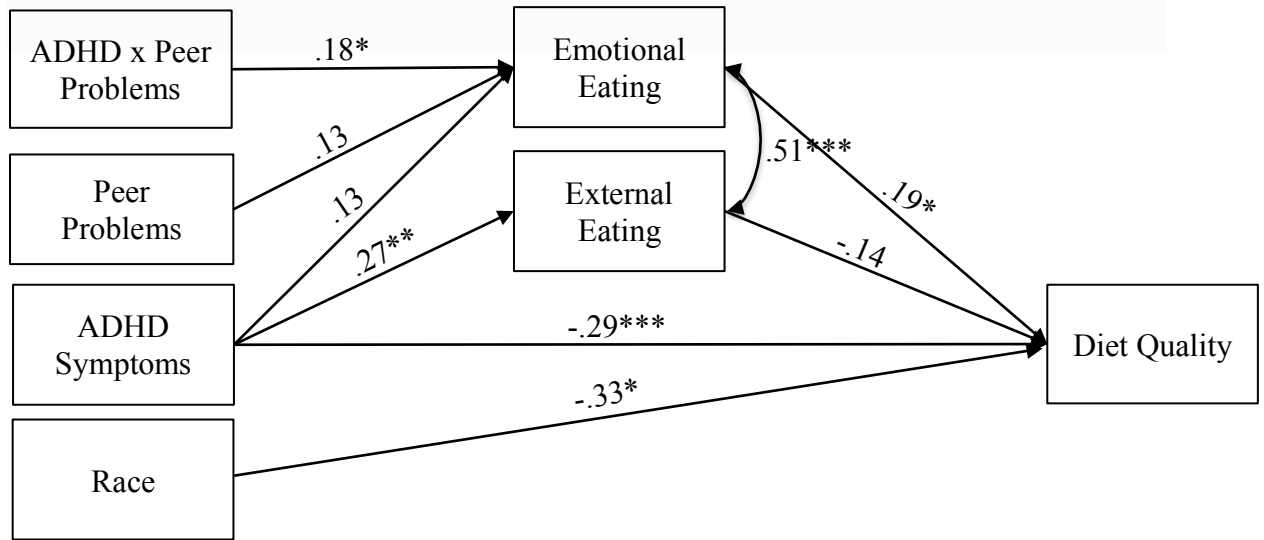 ADHD x Peer
Problems
.18*
Emotional
Eating
.13
.51***
Peer
Problems
.13
External
Eating
.19*
.27**
-.14
ADHD
Symptoms
-.29***
Diet Quality
-.33*
Race